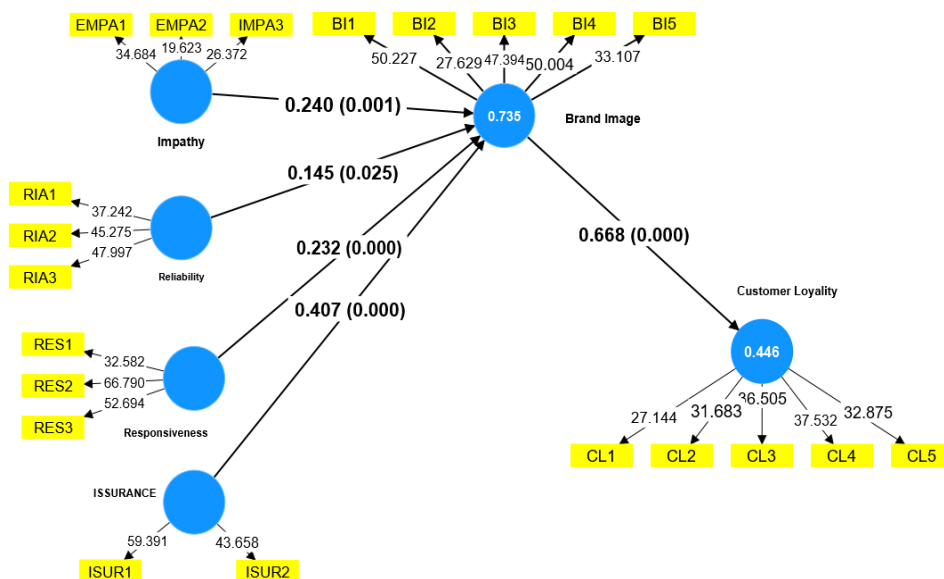 EMPA1
EMPA2
IMPA3
34.684
19.623
26.372
Impathy
BI1
BI2
BI3
BI4
BI5
50.227
27.629
47.394
50.004
33.107
0.735
Brand Image
0.240 (0.001)
0.145 (0.025)
0.232 (0.000)
0.407 (0.000)
RIA1
RIA2
RIA3
37.242
45.275
47.997
Reliability
RES1
RES2
RES3
32.582
66.790
52.694
Responsiveness
ISSURANCE
59.391
43.658
ISUR1
ISUR2
0.668 (0.000)
Customer Loyality
0.446
27.144
31.683
36.505
37.532
32.875
CL1
CL2
CL3
CL4
CL5